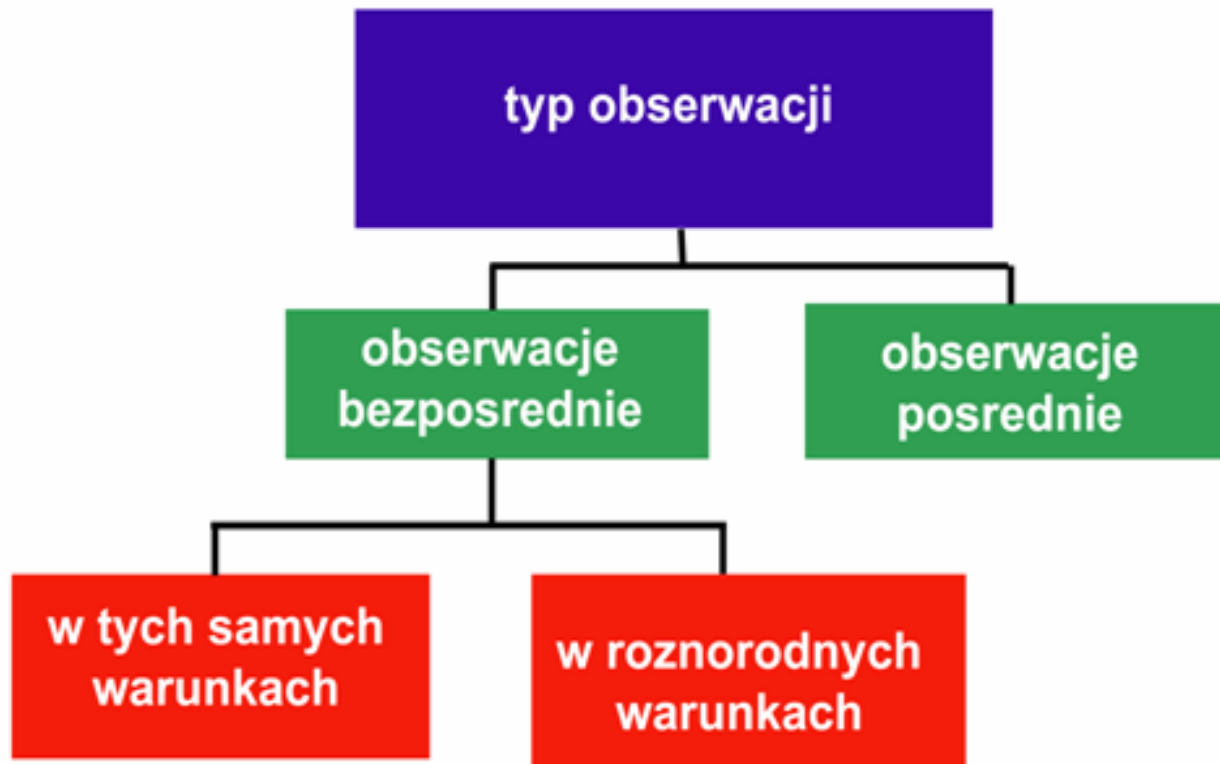 typ obserwacji
obserwacje
bezposrednie
obserwacje
posrednie
w tych samych
warunkach
w roznorodnych
warunkach